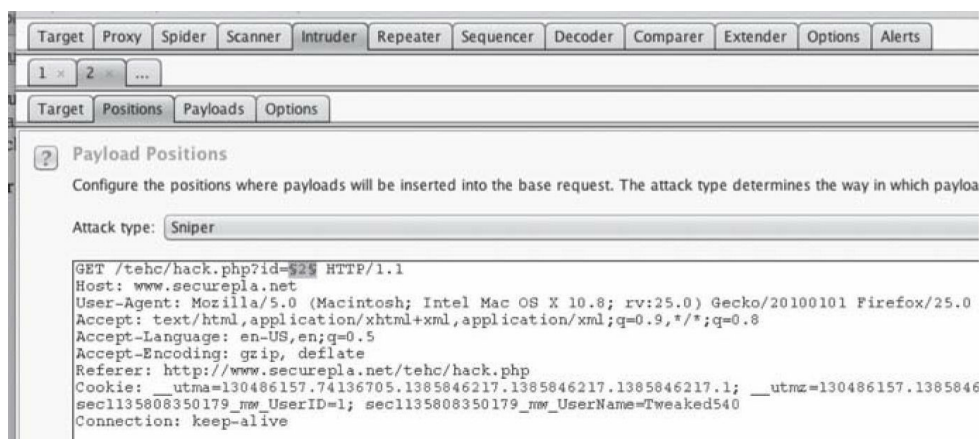 Target Proxy Spider Scanner Intruder Repeater Sequencer Decoder Comparer Extender Options Alerts
1 × 2 × ...
Target Positions Payloads Options
? Payload Positions
Configure the positions where payloads will be inserted into the base request. The attack type determines the way in which payloa
Attack type: Sniper
GET /tehc/hack.php?id=§2§ HTTP/1.1
Host: www.securepla.net
User-Agent: Mozilla/5.0 (Macintosh; Intel Mac OS X 10.8; rv:25.0) Gecko/20100101 Firefox/25.0
Accept: text/html,application/xhtml+xml,application/xml;q=0.9,*/*;q=0.8
Accept-Language: en-US,en;q=0.5
Accept-Encoding: gzip, deflate
Referer: http://www.securepla.net/tehc/hack.php
Cookie: __utma=130486157.74136705.1385846217.1385846217.1385846217.1; __utmz=130486157.1385846
sec1135808350179_mw_UserID=1; sec1135808350179_mw_UserName=Tweaked540
Connection: keep-alive